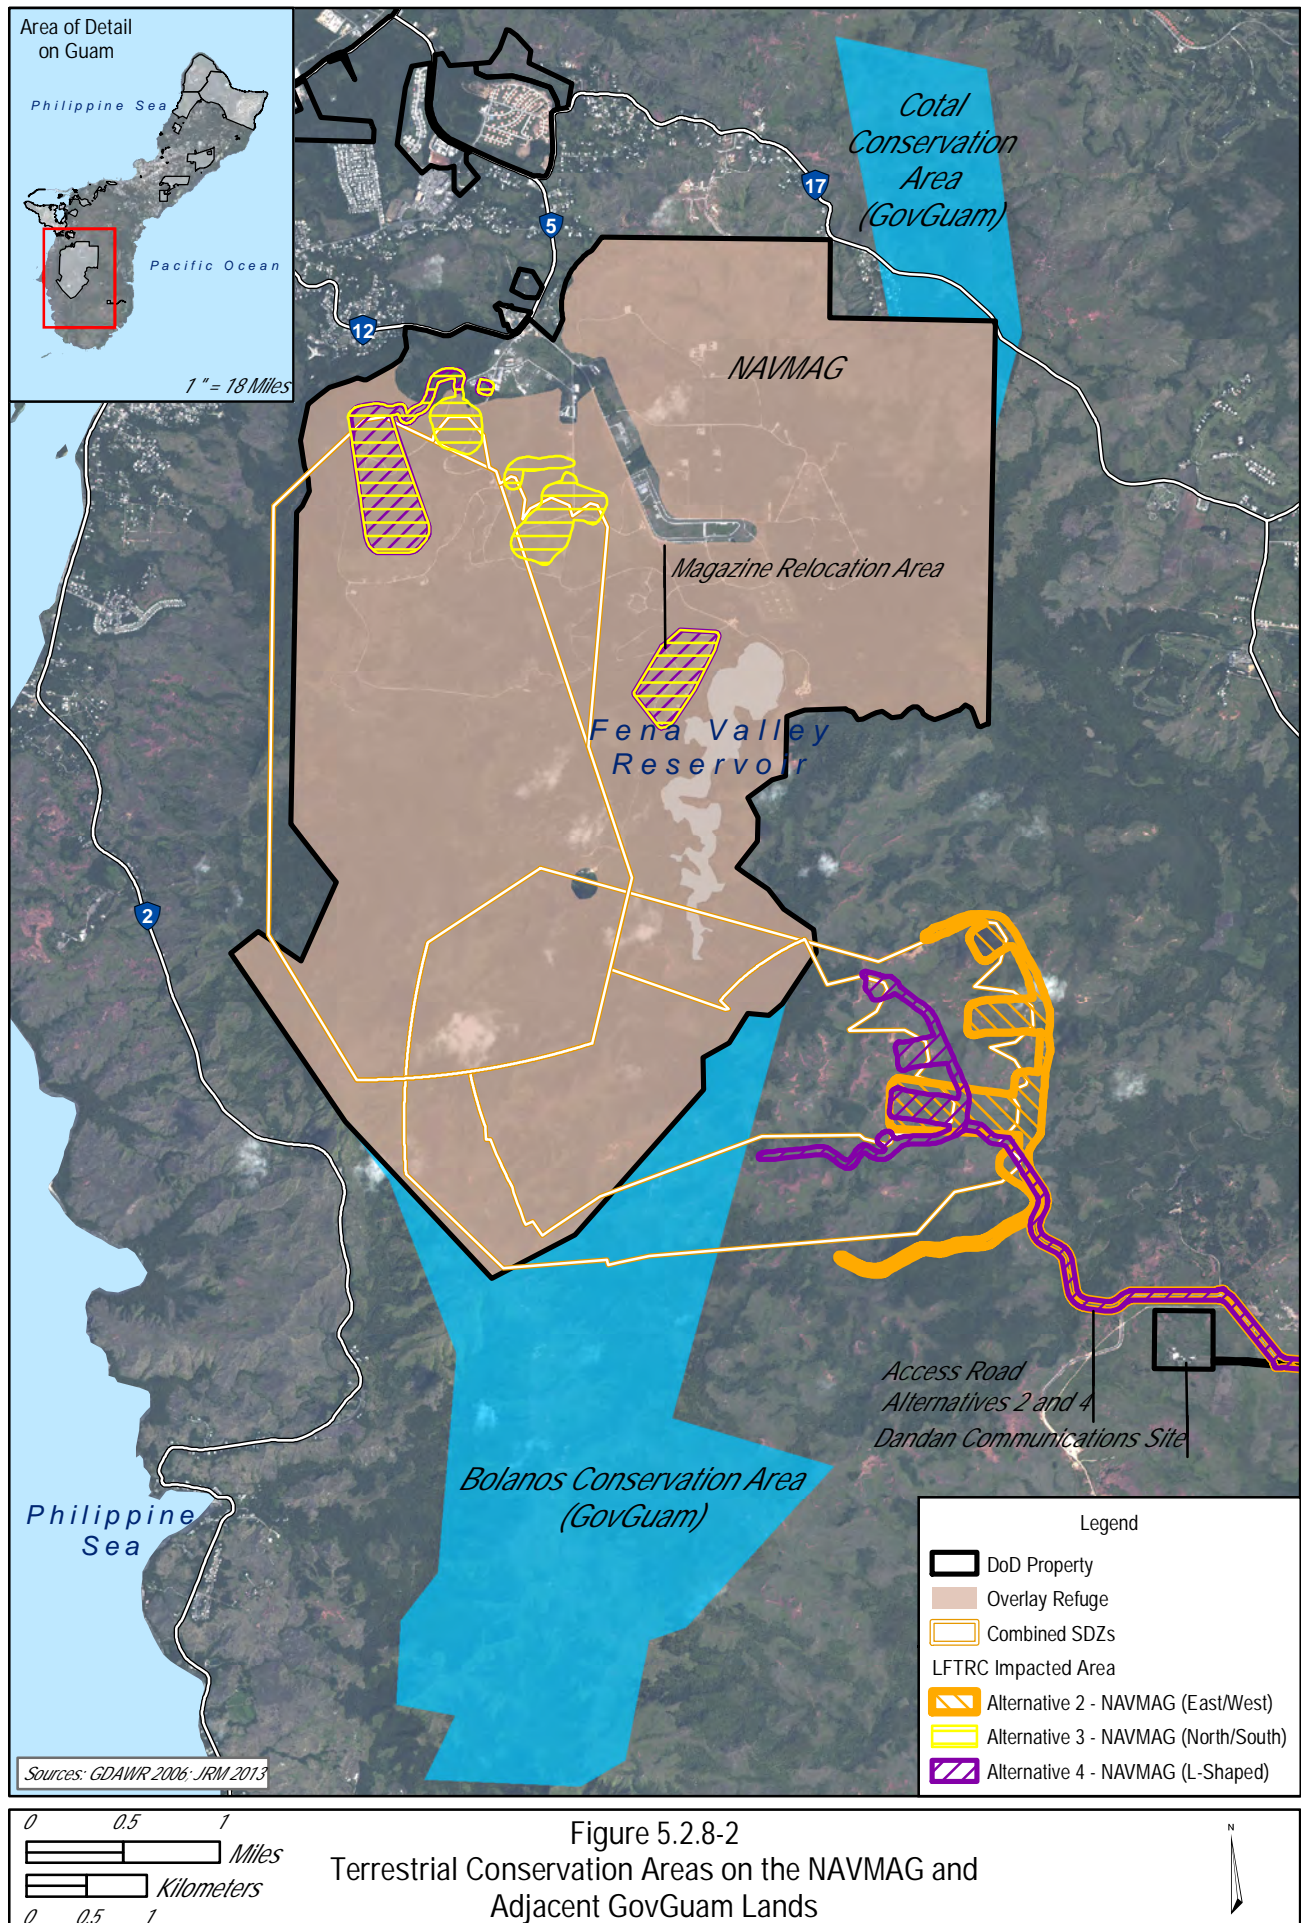 Area of Detail
on Guam
Philippine Sea
Pacific Ocean
1 " = 18 Miles
Cotal
Conservation
Area
(GovGuam)
17
5
12
NAVMAG
Magazine Relocation Area
Fena Valley
Reservoir
2
Access Road
Alternatives 2 and 4
Dandan Communications Site
Bolanos Conservation Area
(GovGuam)
Philippine
Sea
Legend
DoD Property
Overlay Refuge
Combined SDZs
LFTRC Impacted Area
Alternative 2 - NAVMAG (East/West)
Alternative 3 - NAVMAG (North/South)
Alternative 4 - NAVMAG (L-Shaped)
Sources: GDAWR 2006; JRM 2013
0 0.5 1
Miles
Kilometers
0 0.5 1
Figure 5.2.8-2
Terrestrial Conservation Areas on the NAVMAG and
Adjacent GovGuam Lands
N